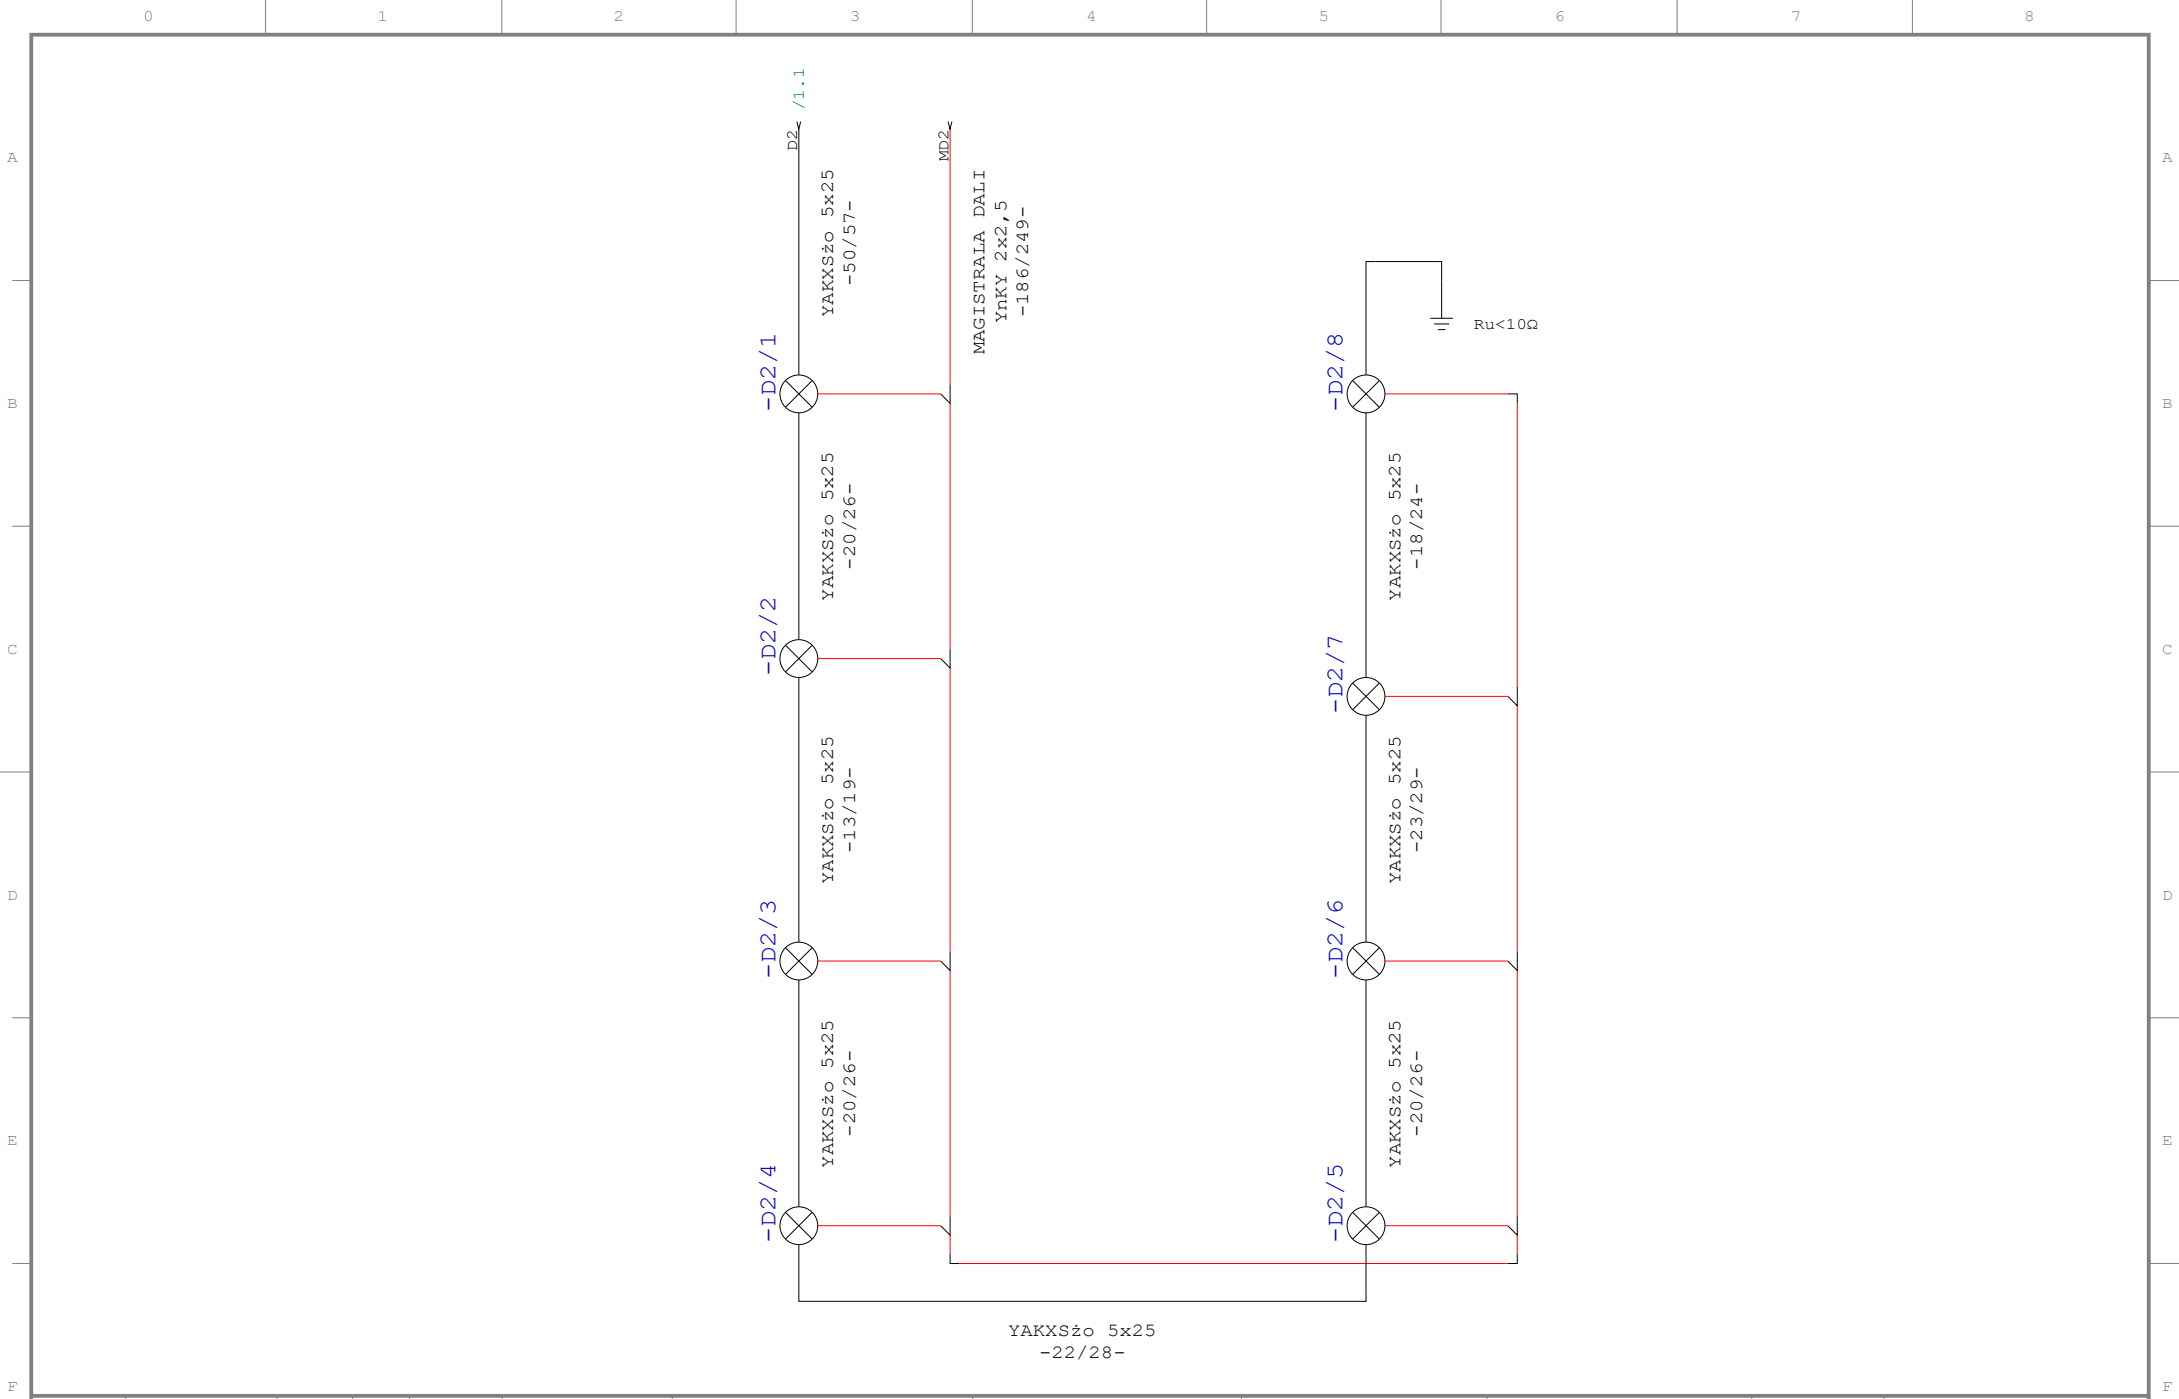 0 1 2 3 4 5 6 7 8
A
B
C
D
E
F
A
B
C
D
E
F
/1.1
D2
YAKXSżo 5x25
-50/57-
MD2
MAGISTRALA DALI
YnKY 2x2,5
-186/249-
-D2/1
YAKXSżo 5x25
-20/26-
-D2/2
YAKXSżo 5x25
-13/19-
-D2/3
YAKXSżo 5x25
-20/26-
-D2/4
YAKXSżo 5x25
-22/28-
Ru<10Ω
-D2/8
YAKXSżo 5x25
-18/24-
-D2/7
YAKXSżo 5x25
-23/29-
-D2/6
YAKXSżo 5x25
-20/26-
-D2/5